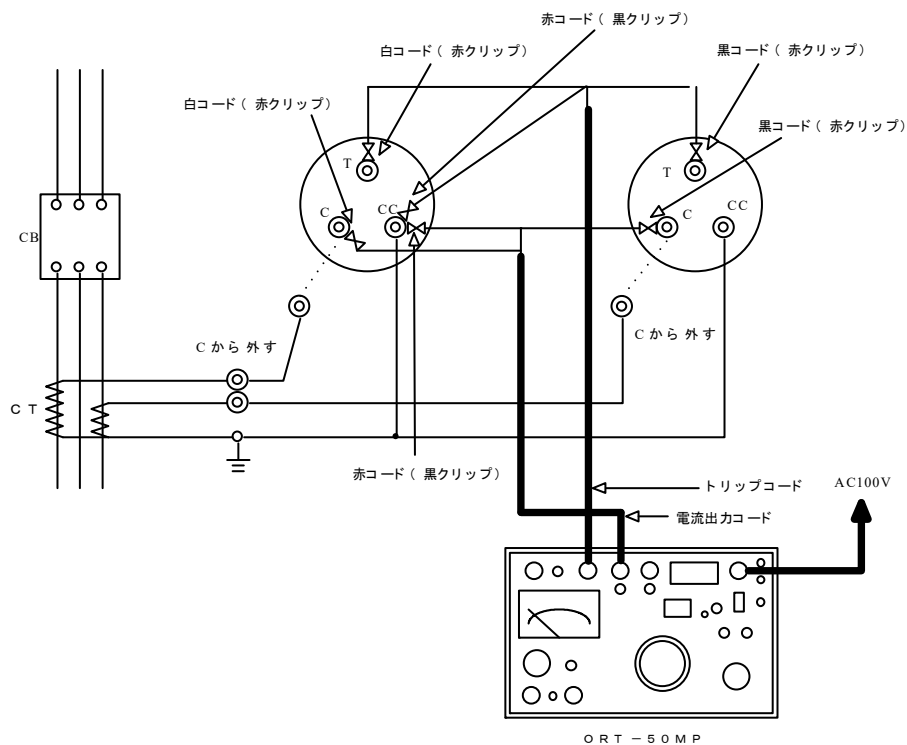 赤コード（ 黒クリップ）
白コード（ 赤クリップ）
黒コード（ 赤クリップ）
白コード（ 赤クリップ）
黒コード（ 赤クリップ）
T
T
C
CC
C
CC
CB
Cから 外す
Cから 外す
ＣＴ
赤コード（ 黒クリップ）
トリップコード
AC100V
電流出力コード
ＯＲＴ－５０ＭＰ